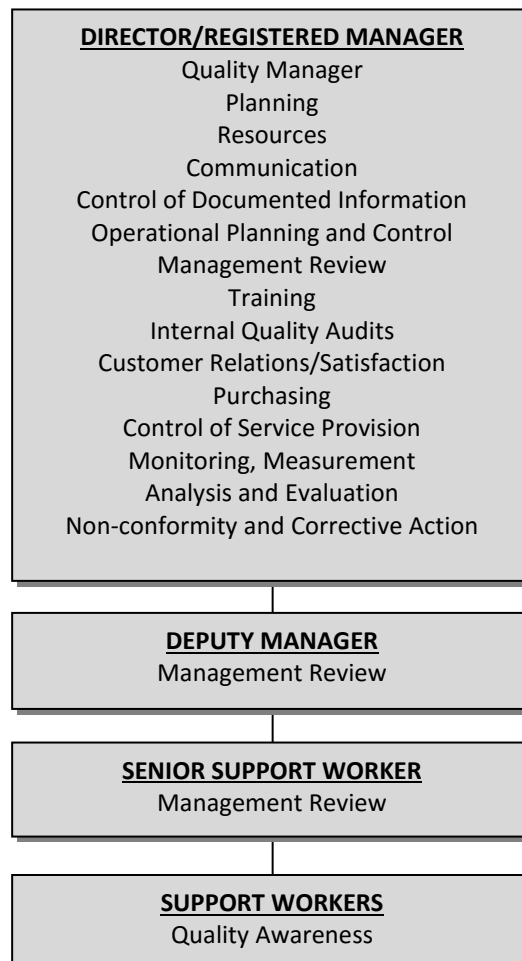 DIRECTOR/REGISTERED MANAGER
Quality Manager
Planning
Resources
Communication
Control of Documented Information
Operational Planning and Control
Management Review
Training
Internal Quality Audits
Customer Relations/Satisfaction
Purchasing
Control of Service Provision
Monitoring, Measurement
Analysis and Evaluation
Non-conformity and Corrective Action
DEPUTY MANAGER
Management Review
SENIOR SUPPORT WORKER
Management Review
SUPPORT WORKERS
Quality Awareness